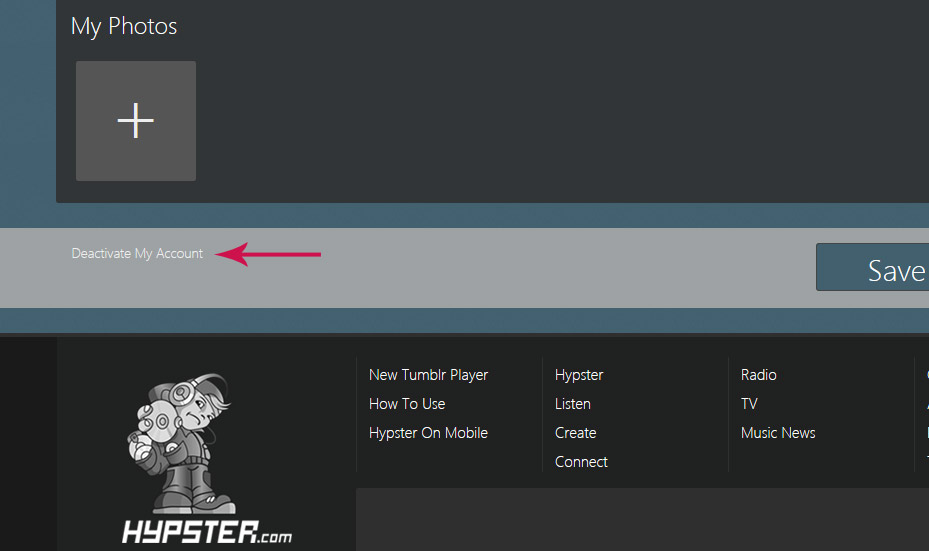 My Photos
Deactivate My Account
Save
New Tumblr Player
How To Use
Hypster On Mobile
Hypster
Listen
Create
Connect
Radio
TV
Music News
HYPSTER.com